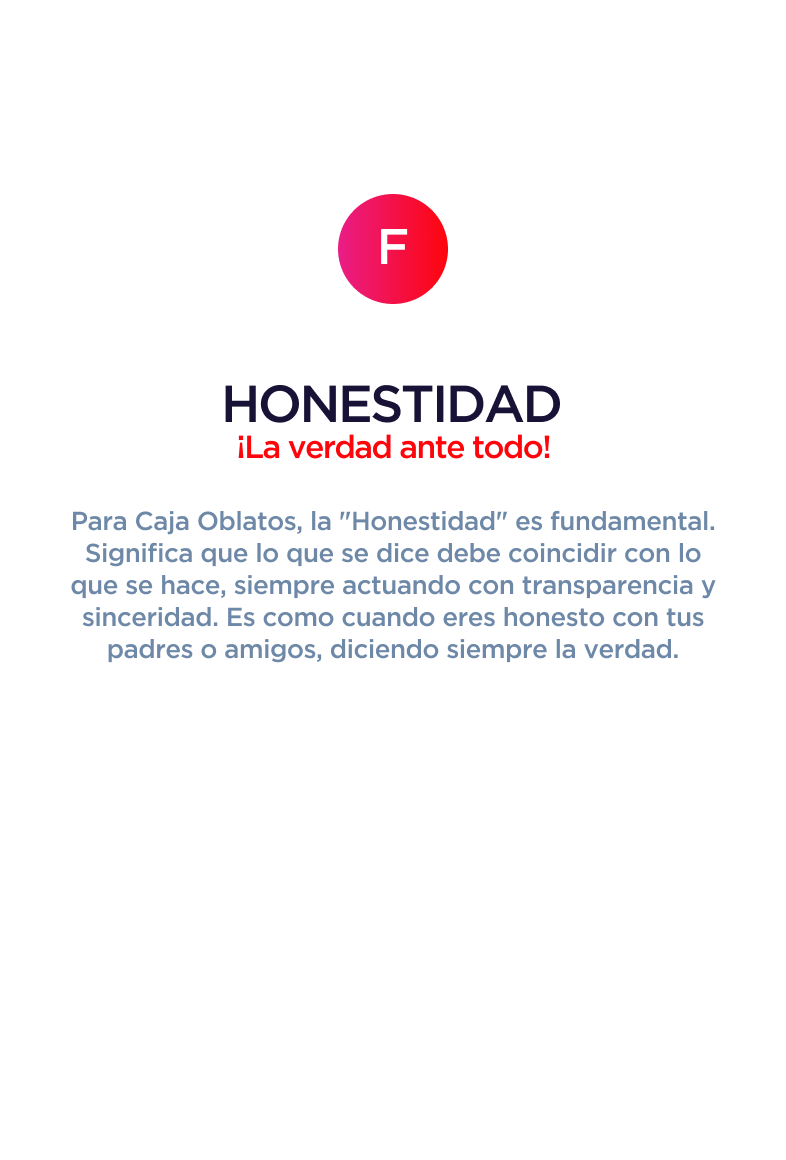 F
HONESTIDAD
¡La verdad ante todo!
Para Caja Oblatos, la "Honestidad" es fundamental.
Significa que lo que se dice debe coincidir con lo
que se hace, siempre actuando con transparencia y
sinceridad. Es como cuando eres honesto con tus
padres o amigos, diciendo siempre la verdad.